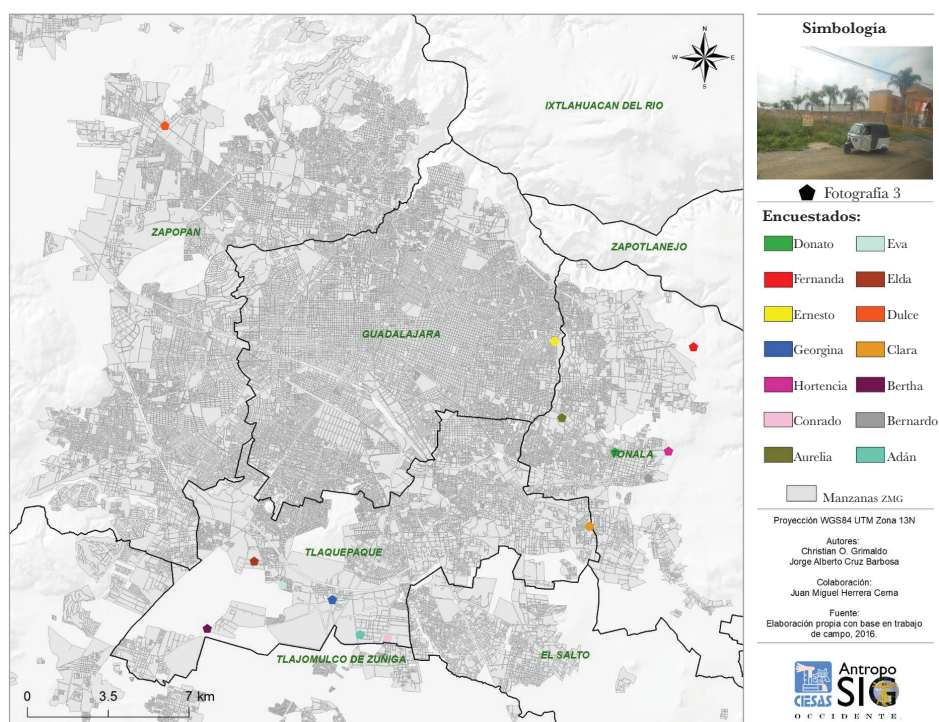 N
W E
S
IXTLAHUACAN DEL RIO
ZAPOPAN
ZAPOTLANEJO
GUADALAJARA
TONALA
TLAQUEPAQUE
TLAJOMULCO DE ZUÑIGA
EL SALTO
0 3.5 7 km
Simbología
Fotografía 3
Encuestados:
Donato Eva
Fernanda Elda
Ernesto Dulce
Georgina Clara
Hortencia Bertha
Conrado Bernardo
Aurelia Adán
Manzanas ZMG
Proyección WGS84 UTM Zona 13N
Autores:
Christian O. Grimaldo
Jorge Alberto Cruz Barbosa
Colaboración:
Juan Miguel Herrera Cema
Fuente:
Elaboración propia con base en trabajo
de campo, 2016.
CIESAS
Antropo
SIG
OCCIDENTE